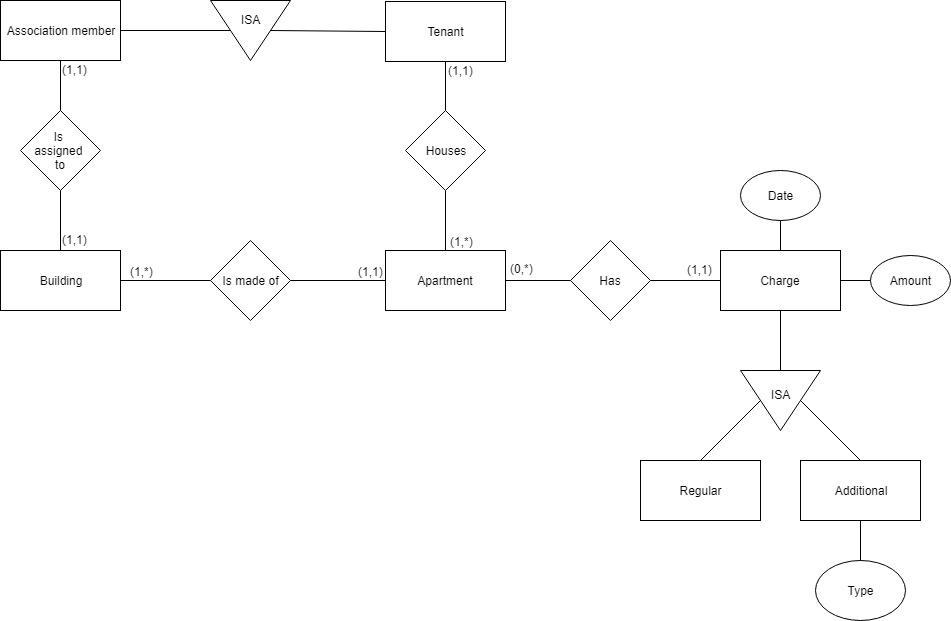 Association member
ISA
Tenant
(1,1)
(1,1)
Is
assigned
to
Houses
Date
(1,1)
(1,*)
Building
(1,*)
Is made of
(1,1)
Apartment
(0,*)
Has
(1,1)
Charge
Amount
ISA
Regular
Additional
Type